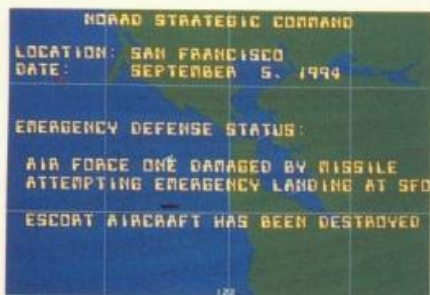 NORAD STRATEGIC COMMAND
LOCATION: SAN FRANCISCO
DATE: SEPTEMBER 5, 1994
EMERGENCY DEFENSE STATUS:
AIR FORCE ONE DAMAGED BY MISSILE
ATTEMPTING EMERGENCY LANDING AT SFO
ESCORT AIRCRAFT HAS BEEN DESTROYED
122